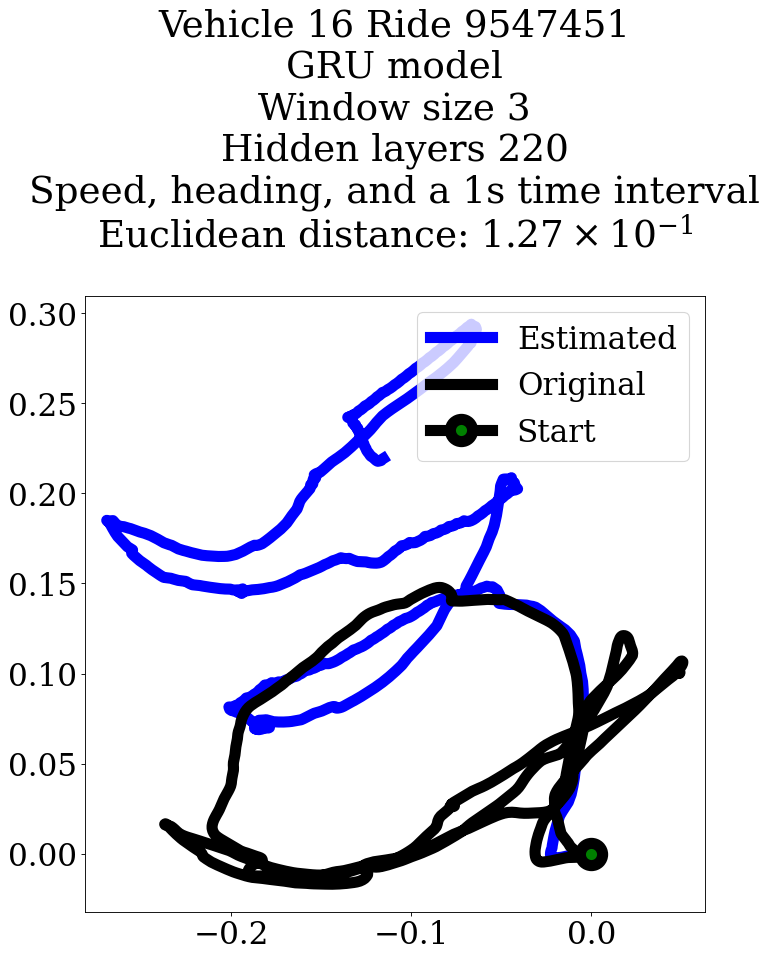 Vehicle 16 Ride 9547451
GRU model
Window size 3
Hidden layers 220
Speed, heading, and a 1s time interval
Euclidean distance: 1.27 × 10⁻¹
0.30
Estimated
Original
Start
0.25
0.20
0.15
0.10
0.05
0.00
−0.2 −0.1 0.0